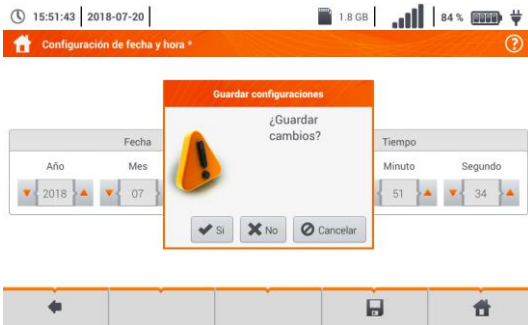 15:51:43 2018-07-20 1.8 GB 84 %
Configuración de fecha y hora *
Guardar configuraciones
¿Guardar
cambios?
Fecha Tiempo
Año Mes Minuto Segundo
2018 07 51 34
Si No Cancelar